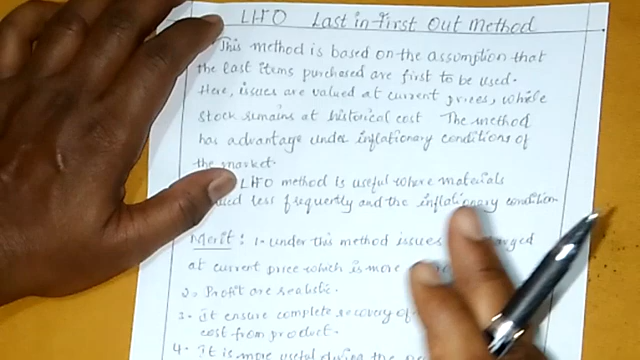 LIFO Last in first Out Method
This method is based on the assumption that
the last items purchased are first to be used.
Here, issues are valued at current prices, while
stock remains at historical cost The method
has advantage under inflationary conditions of
the market.
LIFO method is useful where materials
less frequently and the inflationary condition
Merit: 1- under this method issues
at current price which is more
2- Profit are realistic.
3- It ensure complete recovery of
cost from product.
4- It is more useful during the